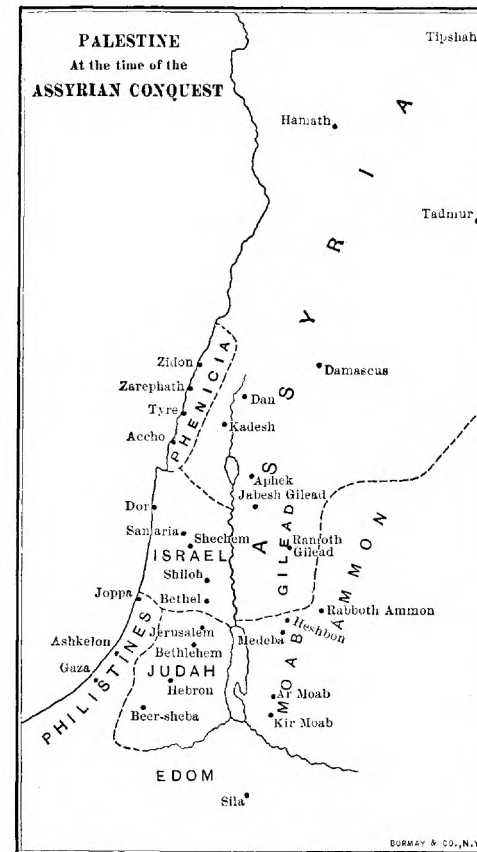 PALESTINE
At the time of the
ASSYRIAN CONQUEST
Tipshah
Hamath
Tadmur
ASSYRIA
Zidon
Damascus
Zarephath
Dan
Tyre
PHENICIA
Kadesh
Accho
Aphek
Jabesh Gilead
Dor
Samaria
Shechem
GILEAD
Ramoth
Gilead
ISRAEL
AMMON
Shiloh
Joppa
Bethel
Rabboth Ammon
Heshbon
Jerusalem
Medeba
Ashkelon
Bethlehem
MOAB
Gaza
JUDAH
Hebron
PHILISTINES
Ar Moab
Beer-sheba
Kir Moab
EDOM
Sila
BORMAY & CO., N.Y.